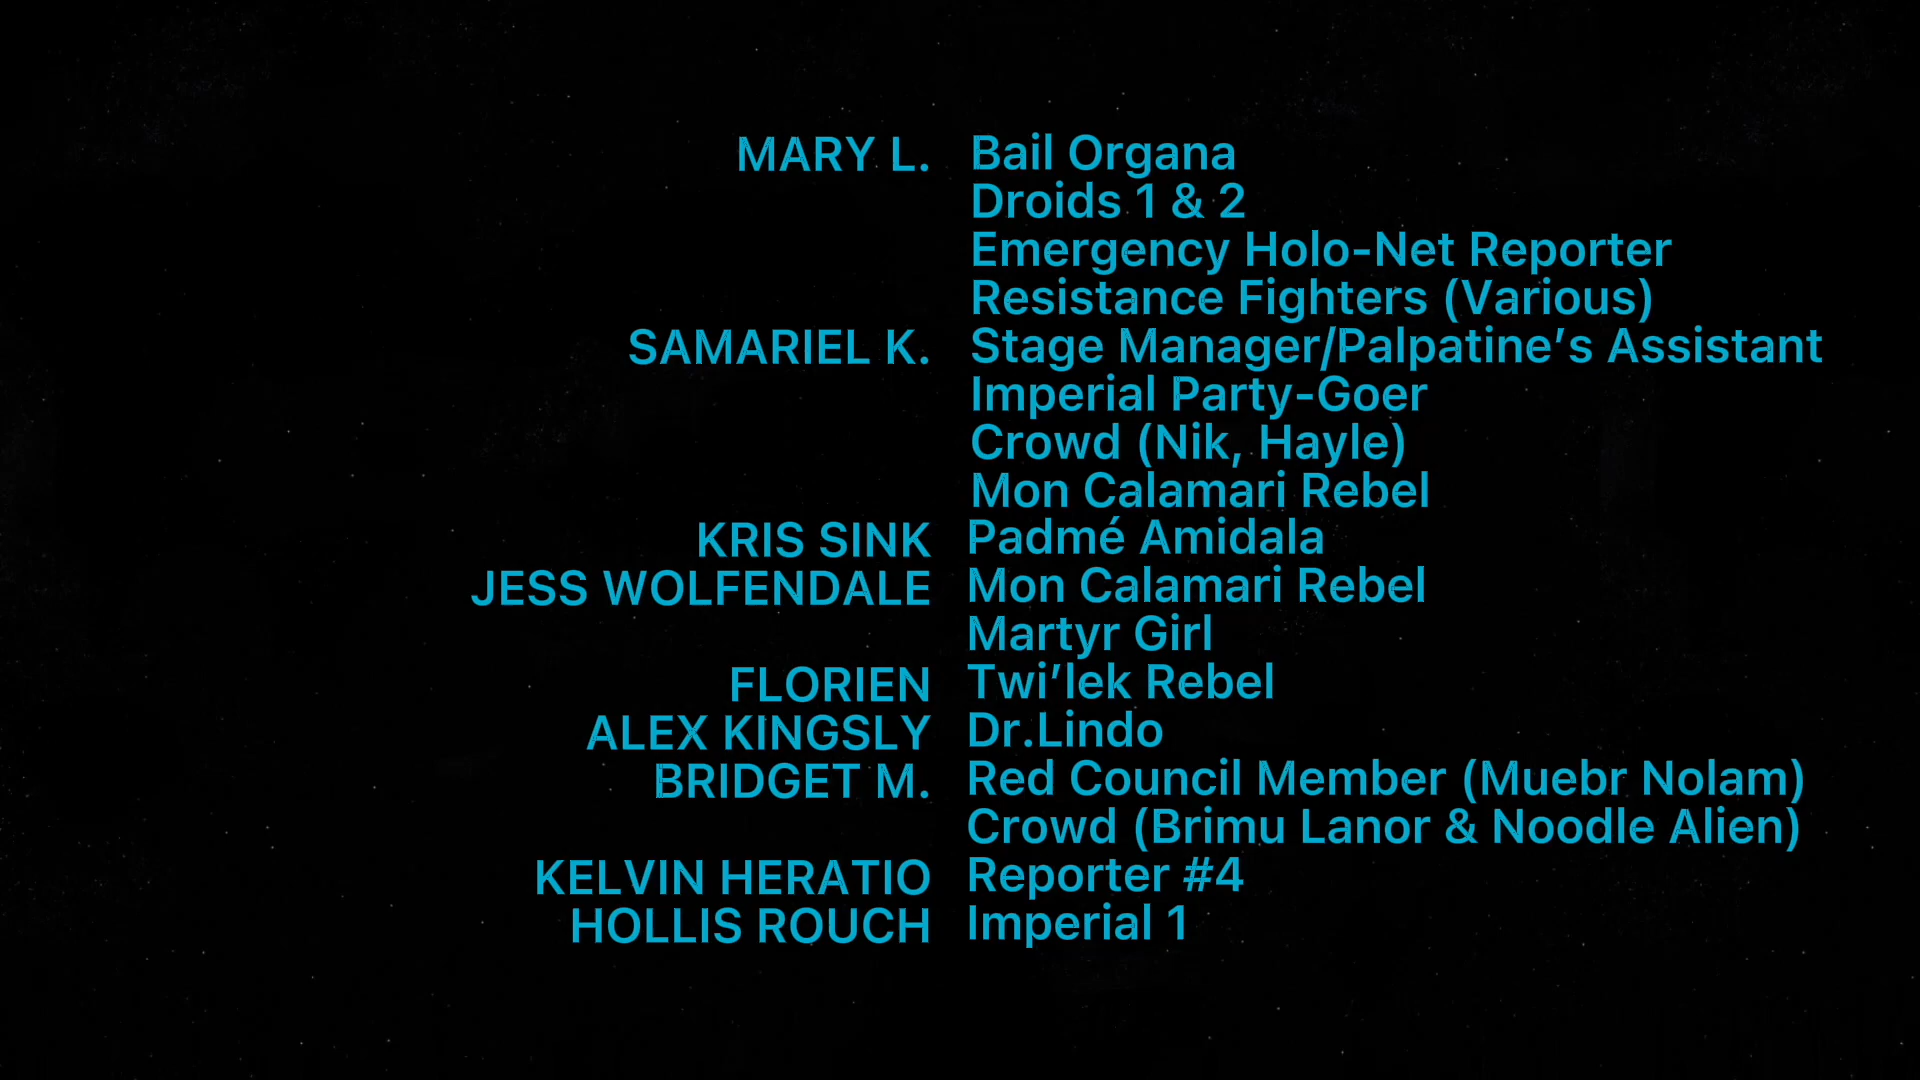 MARY L. Bail Organa
Droids 1 & 2
Emergency Holo-Net Reporter
Resistance Fighters (Various)
SAMARIEL K. Stage Manager/Palpatine’s Assistant
Imperial Party-Goer
Crowd (Nik, Hayle)
Mon Calamari Rebel
KRIS SINK Padmé Amidala
JESS WOLFENDALE Mon Calamari Rebel
Martyr Girl
FLORIEN Twi’lek Rebel
ALEX KINGSLY Dr.Lindo
BRIDGET M. Red Council Member (Muebr Nolam)
Crowd (Brimu Lanor & Noodle Alien)
KELVIN HERATIO Reporter #4
HOLLIS ROUCH Imperial 1